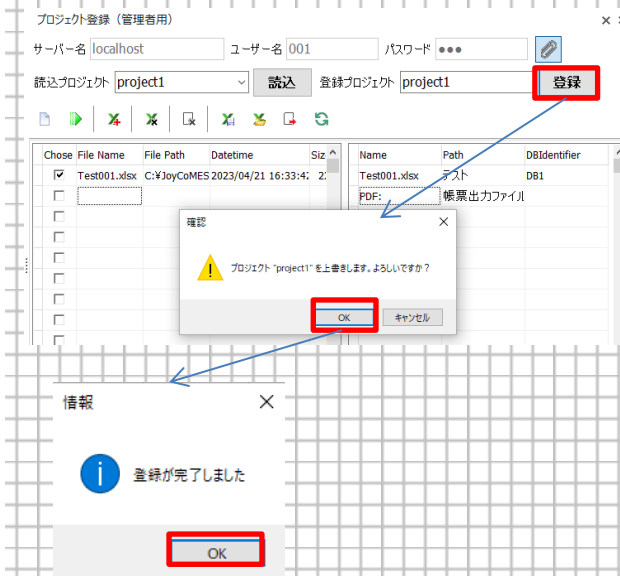 プロジェクト登録（管理者用）
サーバー名 localhost ユーザー名 001 パスワード ●●●
読込プロジェクト project1 読込 登録プロジェクト project1 登録
Chose File Name File Path Datetime Siz
Name Path DBIdentifier
Test001.xlsx C:¥JoyCoMES 2023/04/21 16:33:42
Test001.xlsx テスト DB1
PDF: 帳票出力ファイル
確認
プロジェクト "project1" を上書きします。よろしいですか？
OK キャンセル
情報
登録が完了しました
OK